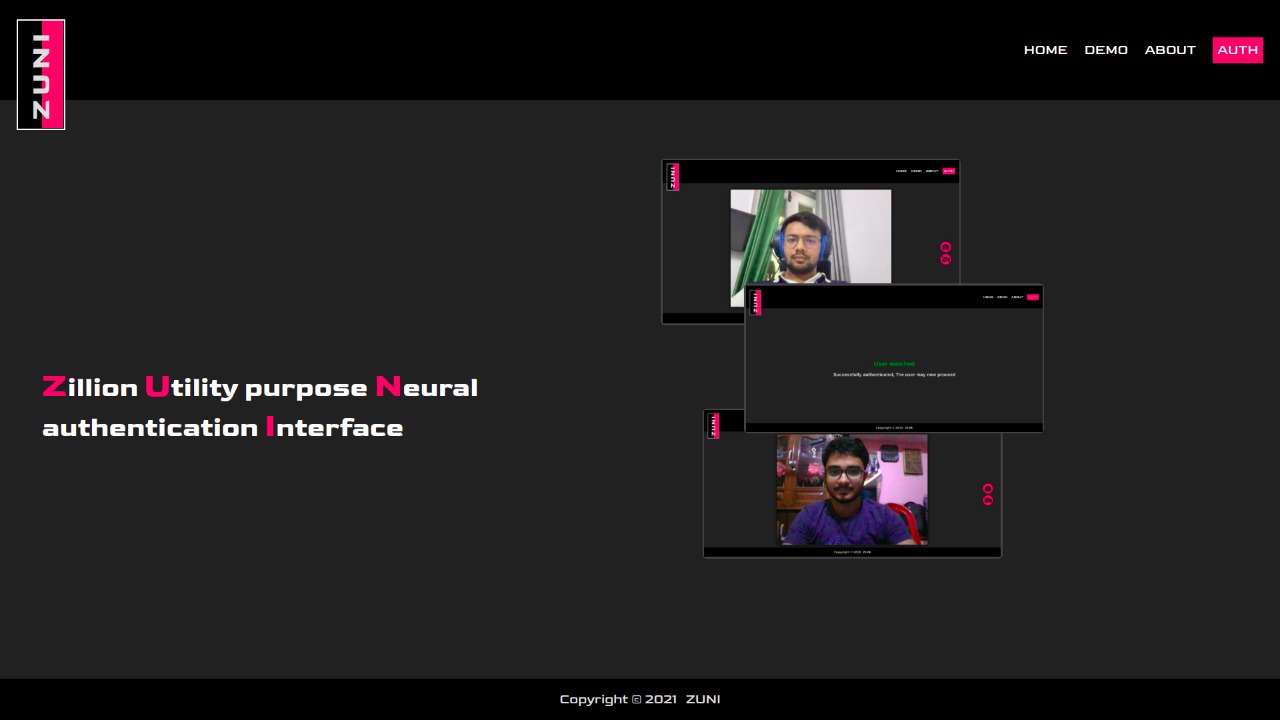 ZUNI
HOME DEMO ABOUT AUTH
Zillion Utility purpose Neural
authentication Interface
ZUNI
HOME DEMO ABOUT AUTH
ZUNI
HOME DEMO ABOUT AUTH
User matched
Successfully authenticated, The user may now proceed
Copyright © 2021 ZUNI
ZUNI
Copyright © 2021 ZUNI
Copyright © 2021 ZUNI